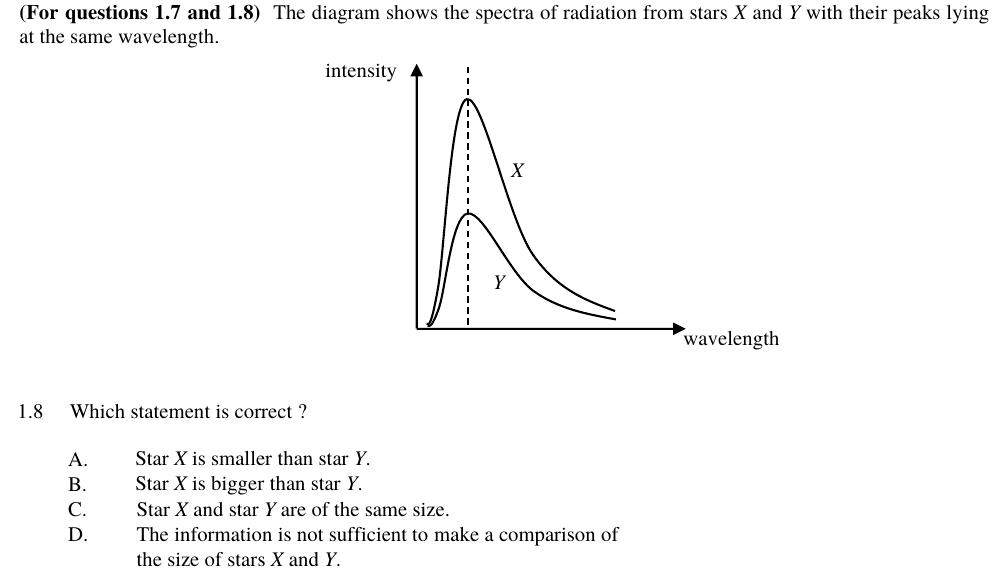 (For questions 1.7 and 1.8) The diagram shows the spectra of radiation from stars X and Y with their peaks lying
at the same wavelength.
intensity
X
Y
wavelength
1.8 Which statement is correct ?
A. Star X is smaller than star Y.
B. Star X is bigger than star Y.
C. Star X and star Y are of the same size.
D. The information is not sufficient to make a comparison of
the size of stars X and Y.